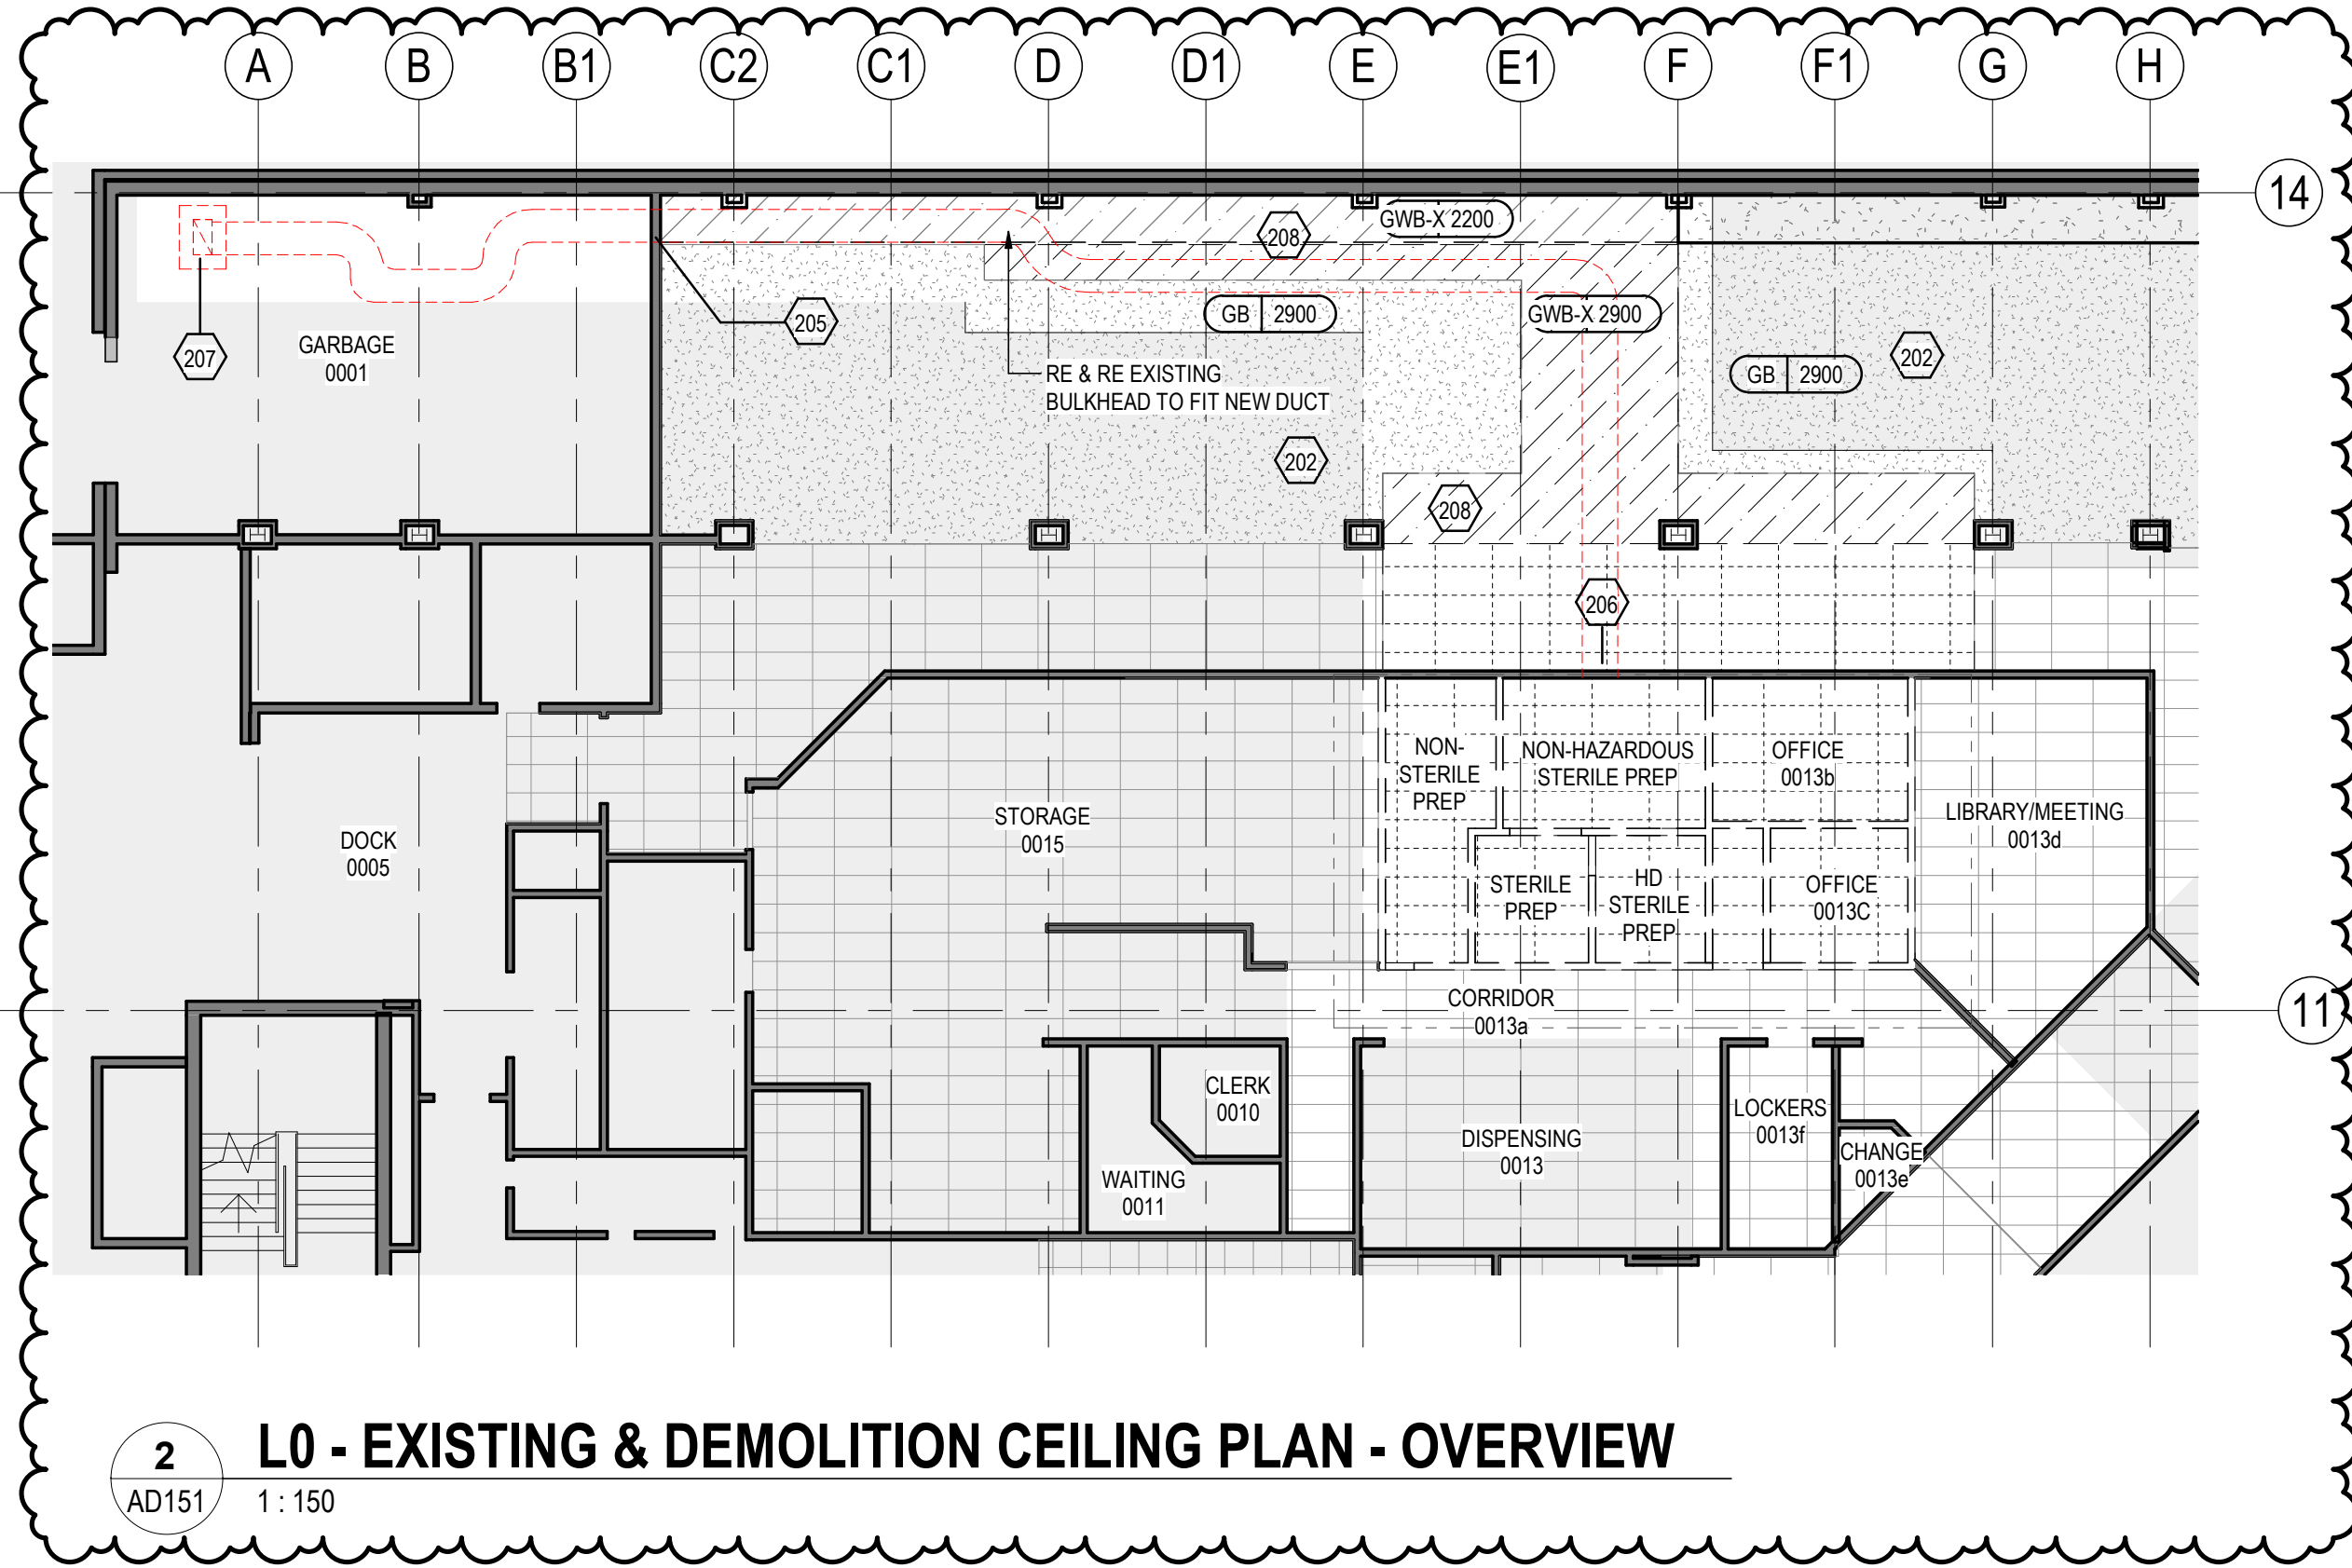 A B B1 C2 C1 D D1 E E1 F F1 G H
14
GWB-X 2200
208
GB 2900
GWB-X 2900
205
207
GARBAGE
0001
202
GB 2900
RE & RE EXISTING
BULKHEAD TO FIT NEW DUCT
202
208
206
NON-
STERILE
PREP
NON-HAZARDOUS
STERILE PREP
OFFICE
0013b
LIBRARY/MEETING
0013d
STORAGE
0015
DOCK
0005
STERILE
PREP
HD
STERILE
PREP
OFFICE
0013C
CORRIDOR
0013a
11
CLERK
0010
LOCKERS
0013f
DISPENSING
0013
CHANGE
0013e
WAITING
0011
2
AD151
L0 - EXISTING & DEMOLITION CEILING PLAN - OVERVIEW
1 : 150